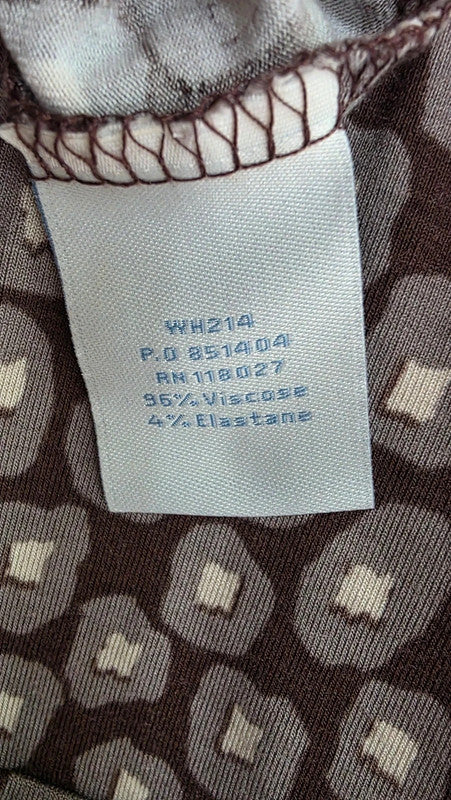 WH214
P.O 851404
RN 118027
96% Viscose
4% Elastane